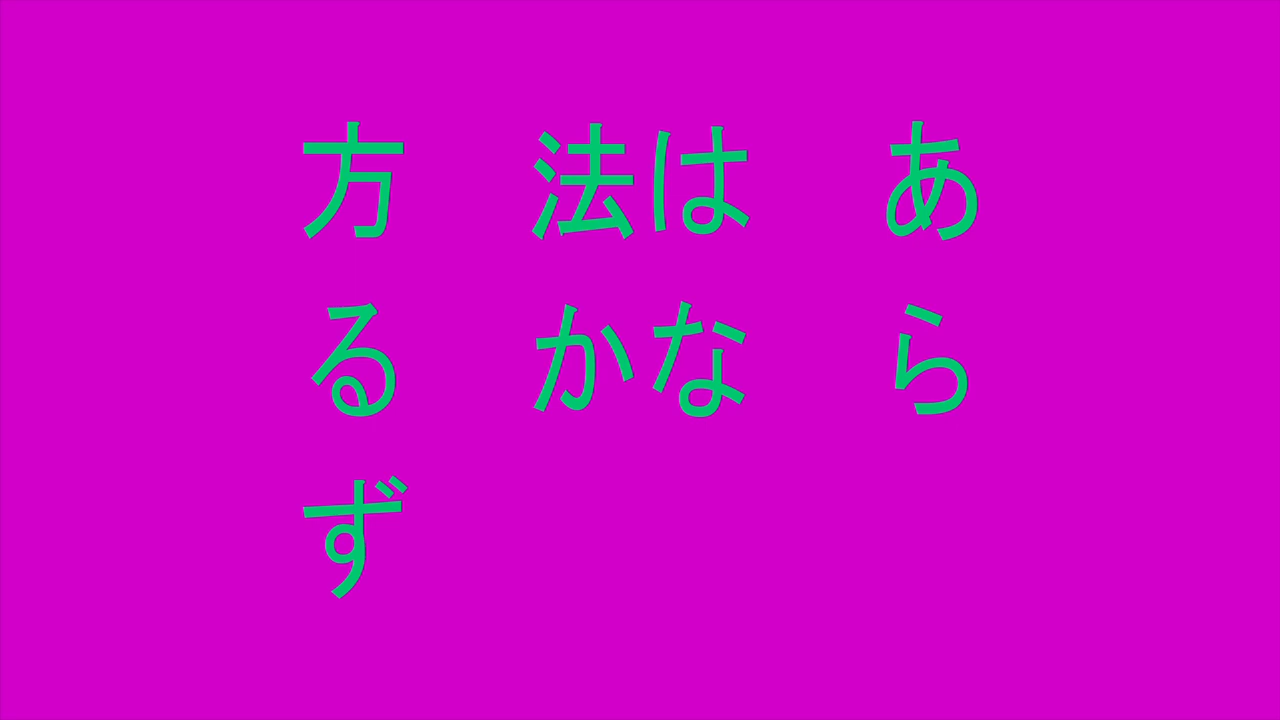 方 法は あ
る かな ら
ず